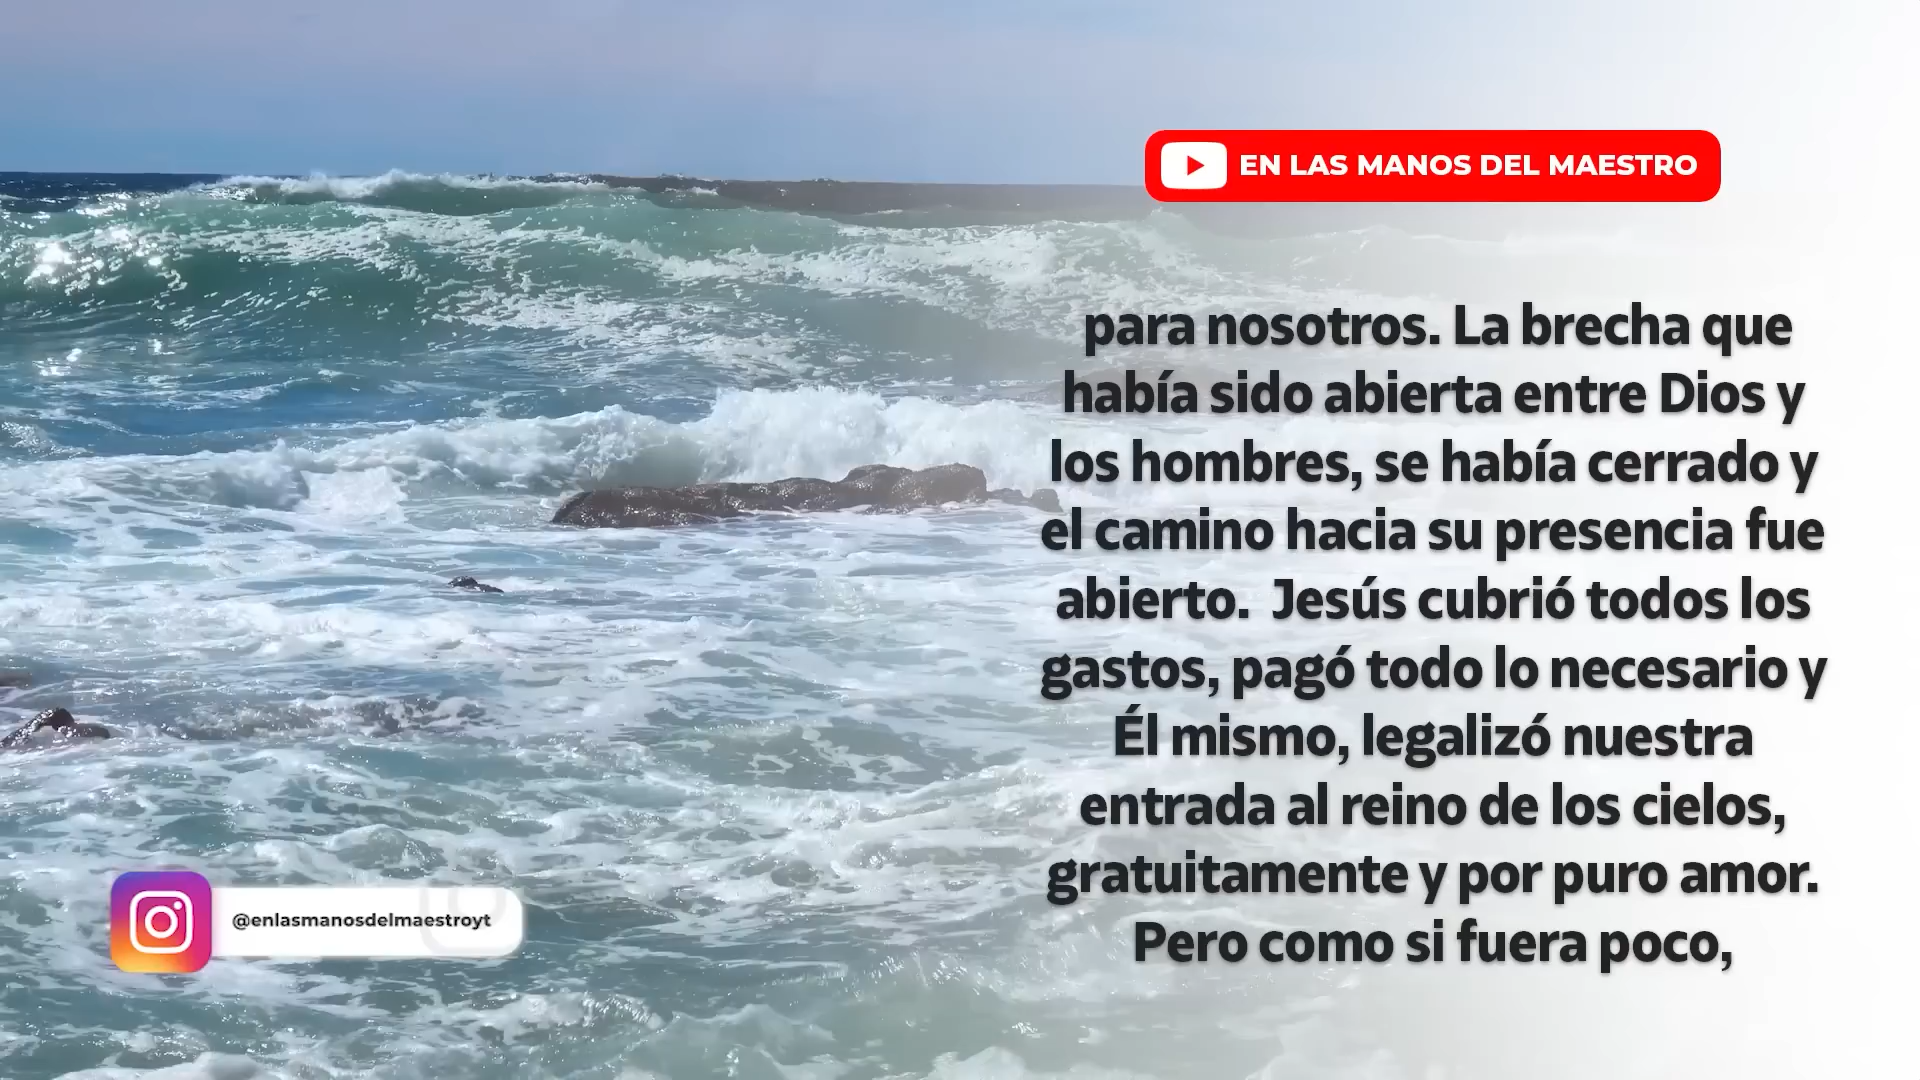 EN LAS MANOS DEL MAESTRO
para nosotros. La brecha que
había sido abierta entre Dios y
los hombres, se había cerrado y
el camino hacia su presencia fue
abierto.  Jesús cubrió todos los
gastos, pagó todo lo necesario y
Él mismo, legalizó nuestra
entrada al reino de los cielos,
gratuitamente y por puro amor.
Pero como si fuera poco,
@enlasmanosdelmaestroyt